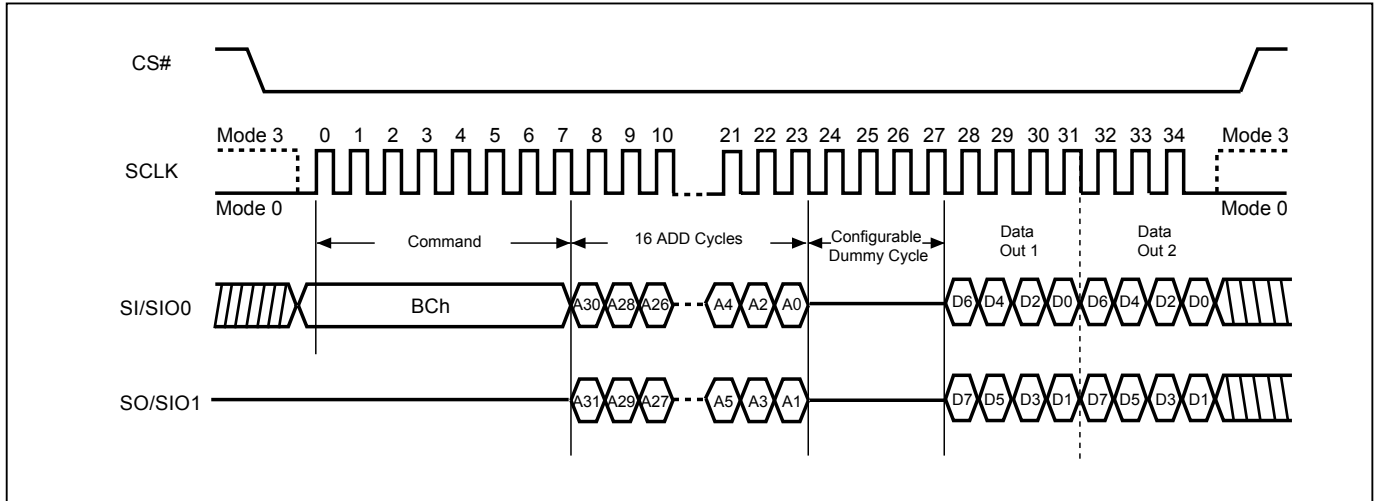 CS#
Mode 3 0 1 2 3 4 5 6 7 8 9 10 21 22 23 24 25 26 27 28 29 30 31 32 33 34 Mode 3
SCLK
Mode 0 Mode 0
Command 16 ADD Cycles Configurable Dummy Cycle Data Out 1 Data Out 2
SI/SIO0 BCh A30 A28 A26 A4 A2 A0 D6 D4 D2 D0 D6 D4 D2 D0
SO/SIO1 A31 A29 A27 A5 A3 A1 D7 D5 D3 D1 D7 D5 D3 D1